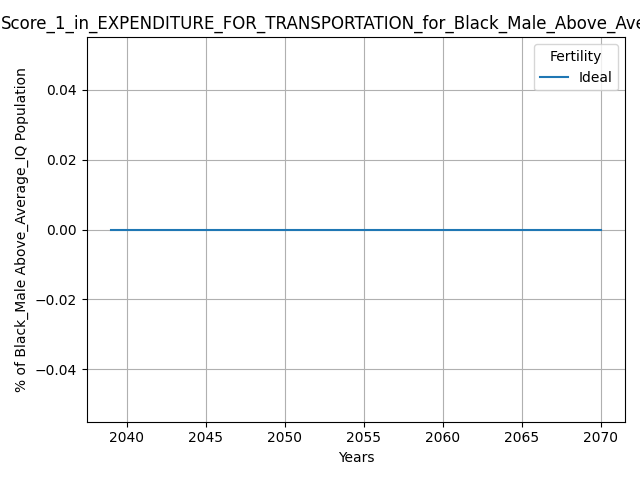 Score_1_in_EXPENDITURE_FOR_TRANSPORTATION_for_Black_Male_Above_Ave
Fertility
Ideal
% of Black_Male Above_Average_IQ Population
0.04
0.02
0.00
−0.02
−0.04
2040 2045 2050 2055 2060 2065 2070
Years